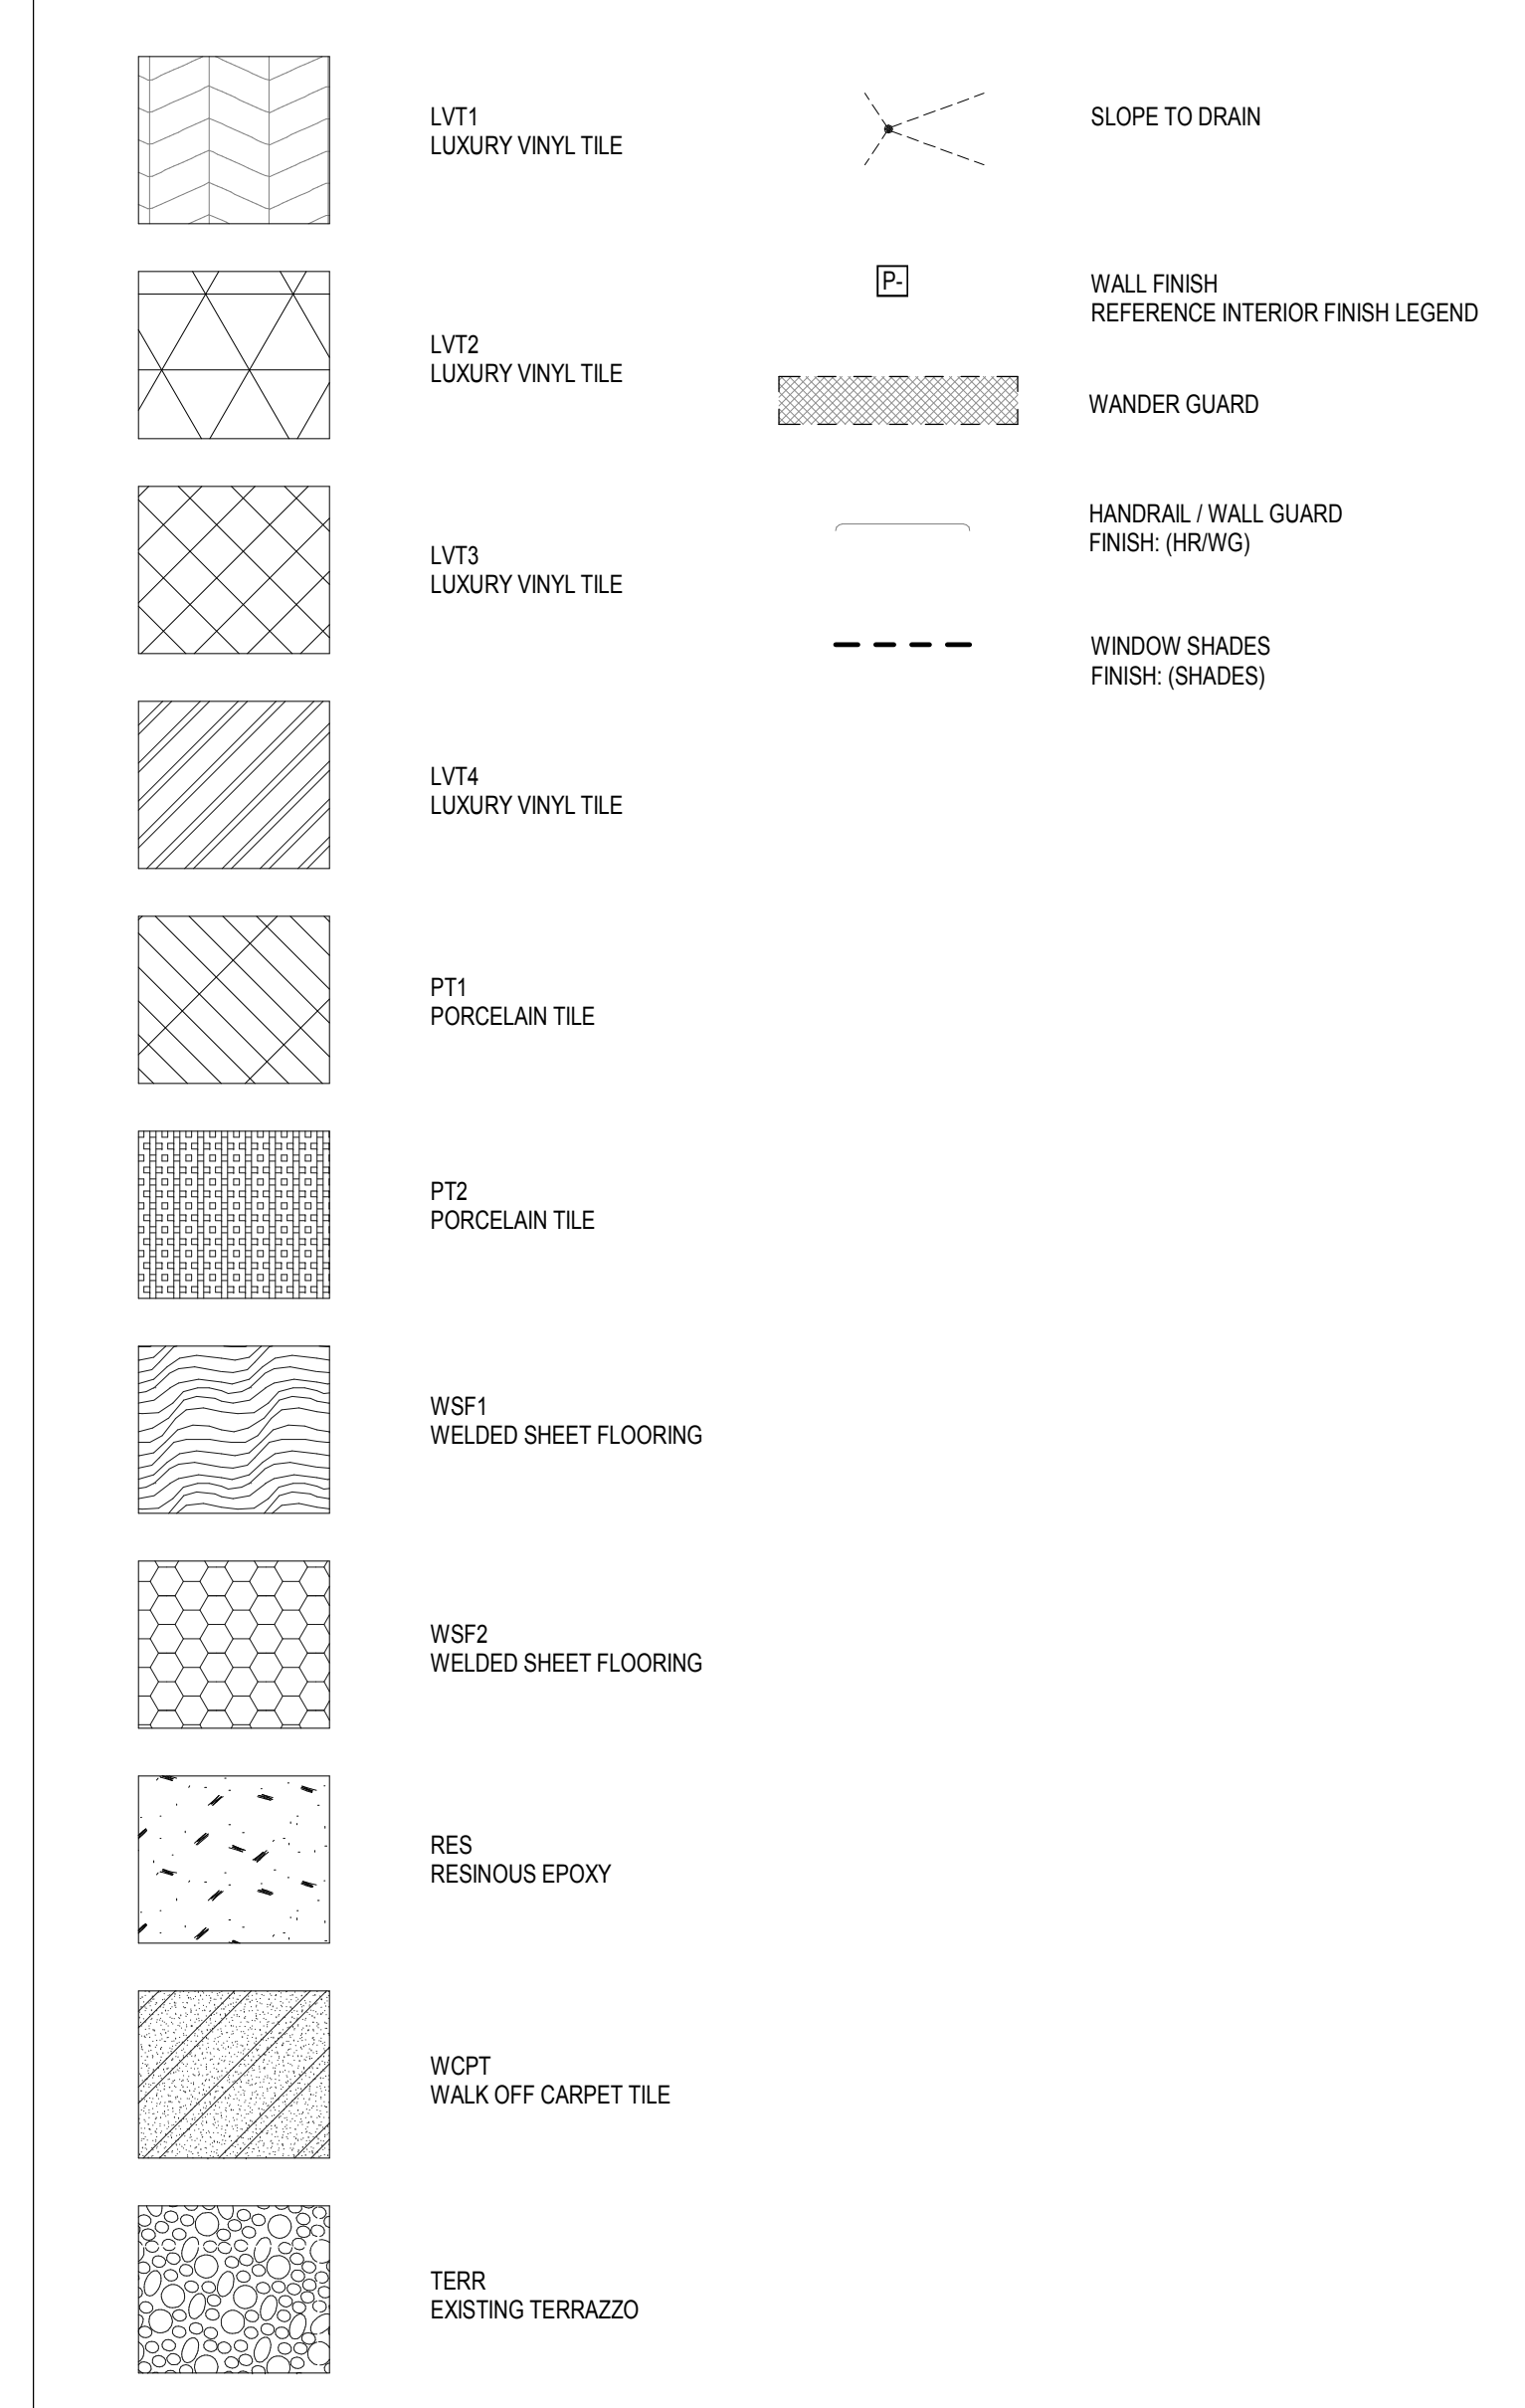 LVT1
LUXURY VINYL TILE
LVT2
LUXURY VINYL TILE
LVT3
LUXURY VINYL TILE
LVT4
LUXURY VINYL TILE
PT1
PORCELAIN TILE
PT2
PORCELAIN TILE
WSF1
WELDED SHEET FLOORING
WSF2
WELDED SHEET FLOORING
RES
RESINOUS EPOXY
WCPT
WALK OFF CARPET TILE
TERR
EXISTING TERRAZZO
SLOPE TO DRAIN
P-
WALL FINISH
REFERENCE INTERIOR FINISH LEGEND
WANDER GUARD
HANDRAIL / WALL GUARD
FINISH: (HR/WG)
WINDOW SHADES
FINISH: (SHADES)